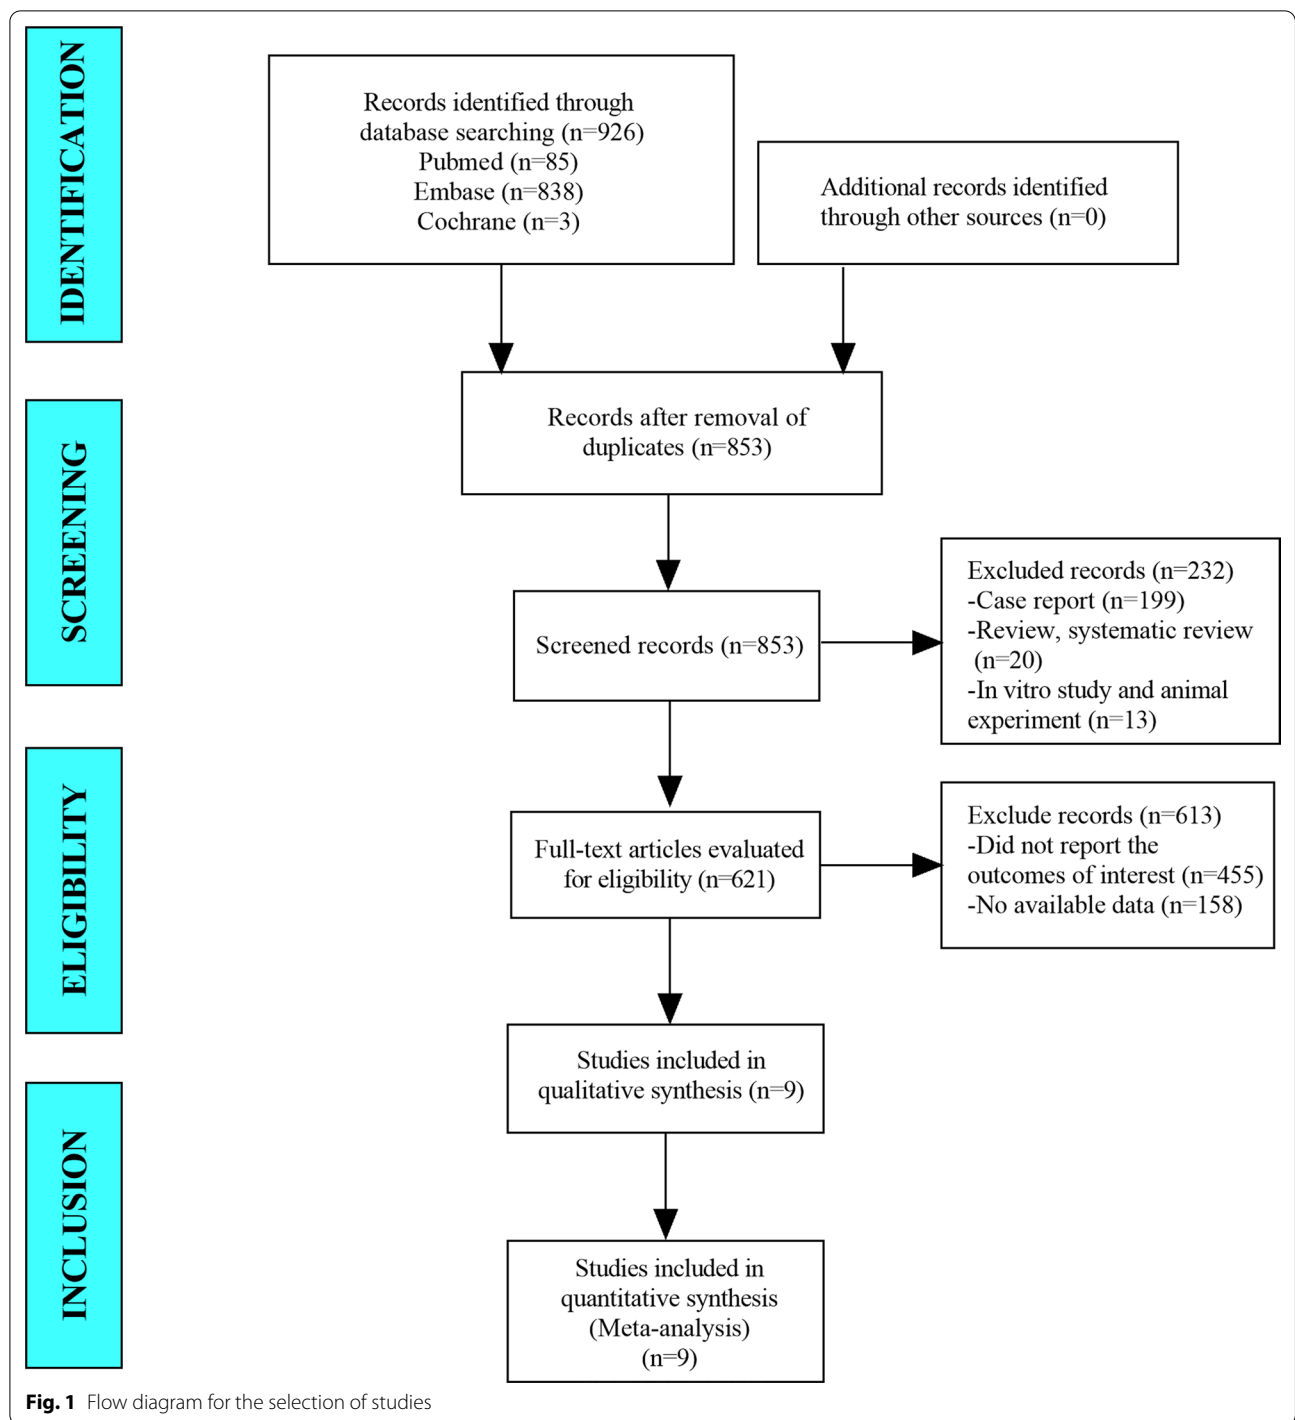 IDENTIFICATION
Records identified through
database searching (n=926)
Pubmed (n=85)
Embase (n=838)
Cochrane (n=3)
Additional records identified
through other sources (n=0)
Records after removal of
duplicates (n=853)
SCREENING
Screened records (n=853)
Excluded records (n=232)
-Case report (n=199)
-Review, systematic review
(n=20)
-In vitro study and animal
experiment (n=13)
ELIGIBILITY
Full-text articles evaluated
for eligibility (n=621)
Exclude records (n=613)
-Did not report the
outcomes of interest (n=455)
-No available data (n=158)
Studies included in
qualitative synthesis (n=9)
INCLUSION
Studies included in
quantitative synthesis
(Meta-analysis)
(n=9)
Fig. 1 Flow diagram for the selection of studies